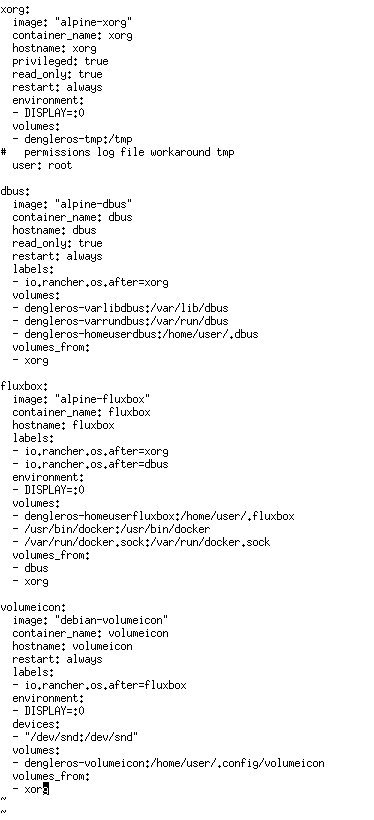 xorg:
  image: "alpine-xorg"
  container_name: xorg
  hostname: xorg
  privileged: true
  read_only: true
  restart: always
  environment:
  - DISPLAY=:0
  volumes:
  - dengleros-tmp:/tmp
#   permissions log file workaround tmp
  user: root

dbus:
  image: "alpine-dbus"
  container_name: dbus
  hostname: dbus
  read_only: true
  restart: always
  labels:
  - io.rancher.os.after=xorg
  volumes:
  - dengleros-varlibdbus:/var/lib/dbus
  - dengleros-varrundbus:/var/run/dbus
  - dengleros-homeuserdbus:/home/user/.dbus
  volumes_from:
  - xorg

fluxbox:
  image: "alpine-fluxbox"
  container_name: fluxbox
  hostname: fluxbox
  labels:
  - io.rancher.os.after=xorg
  - io.rancher.os.after=dbus
  environment:
  - DISPLAY=:0
  volumes:
  - dengleros-homeuserfluxbox:/home/user/.fluxbox
  - /usr/bin/docker:/usr/bin/docker
  - /var/run/docker.sock:/var/run/docker.sock
  volumes_from:
  - dbus
  - xorg

volumeicon:
  image: "debian-volumeicon"
  container_name: volumeicon
  hostname: volumeicon
  restart: always
  labels:
  - io.rancher.os.after=fluxbox
  environment:
  - DISPLAY=:0
  devices:
  - "/dev/snd:/dev/snd"
  volumes:
  - dengleros-volumeicon:/home/user/.config/volumeicon
  volumes_from:
  - xorg
~
~